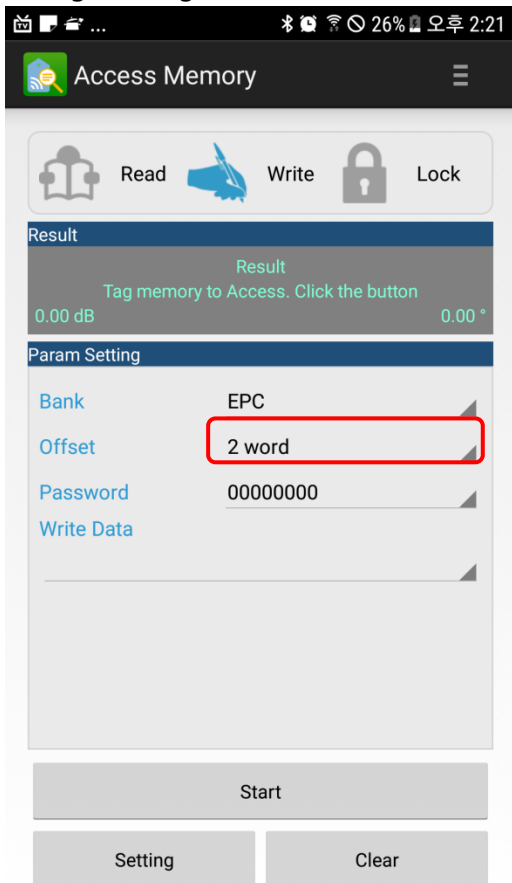 ... 26% 오후 2:21
Access Memory
Read Write Lock
Result
Result
Tag memory to Access. Click the button
0.00 dB 0.00 °
Param Setting
Bank EPC
Offset 2 word
Password 00000000
Write Data
Start
Setting Clear